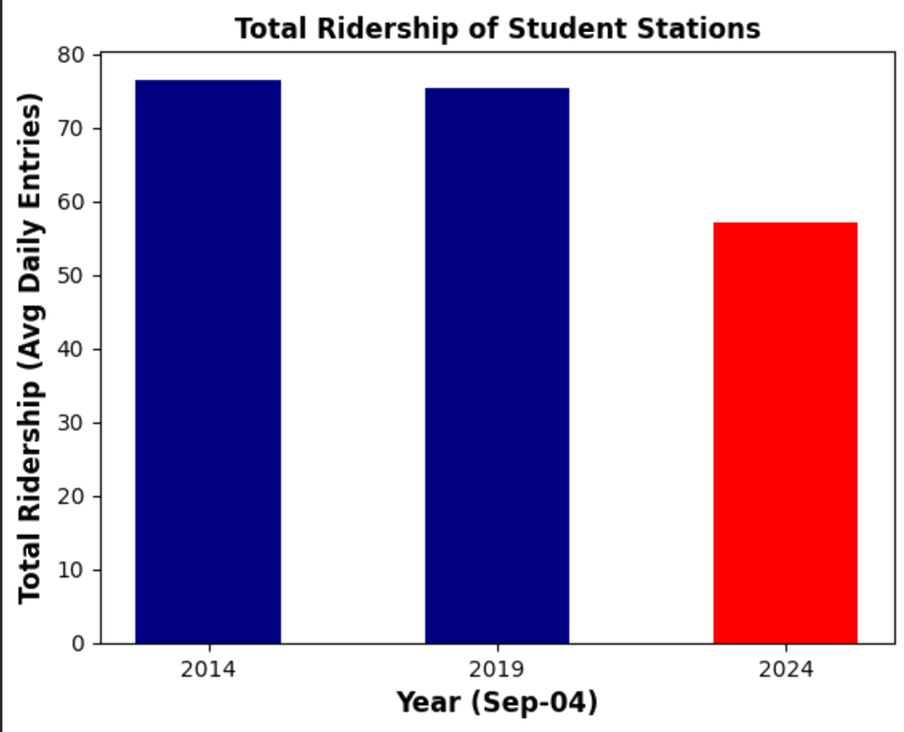 Total Ridership of Student Stations
Total Ridership (Avg Daily Entries)
80
70
60
50
40
30
20
10
0
2014 2019 2024
Year (Sep-04)